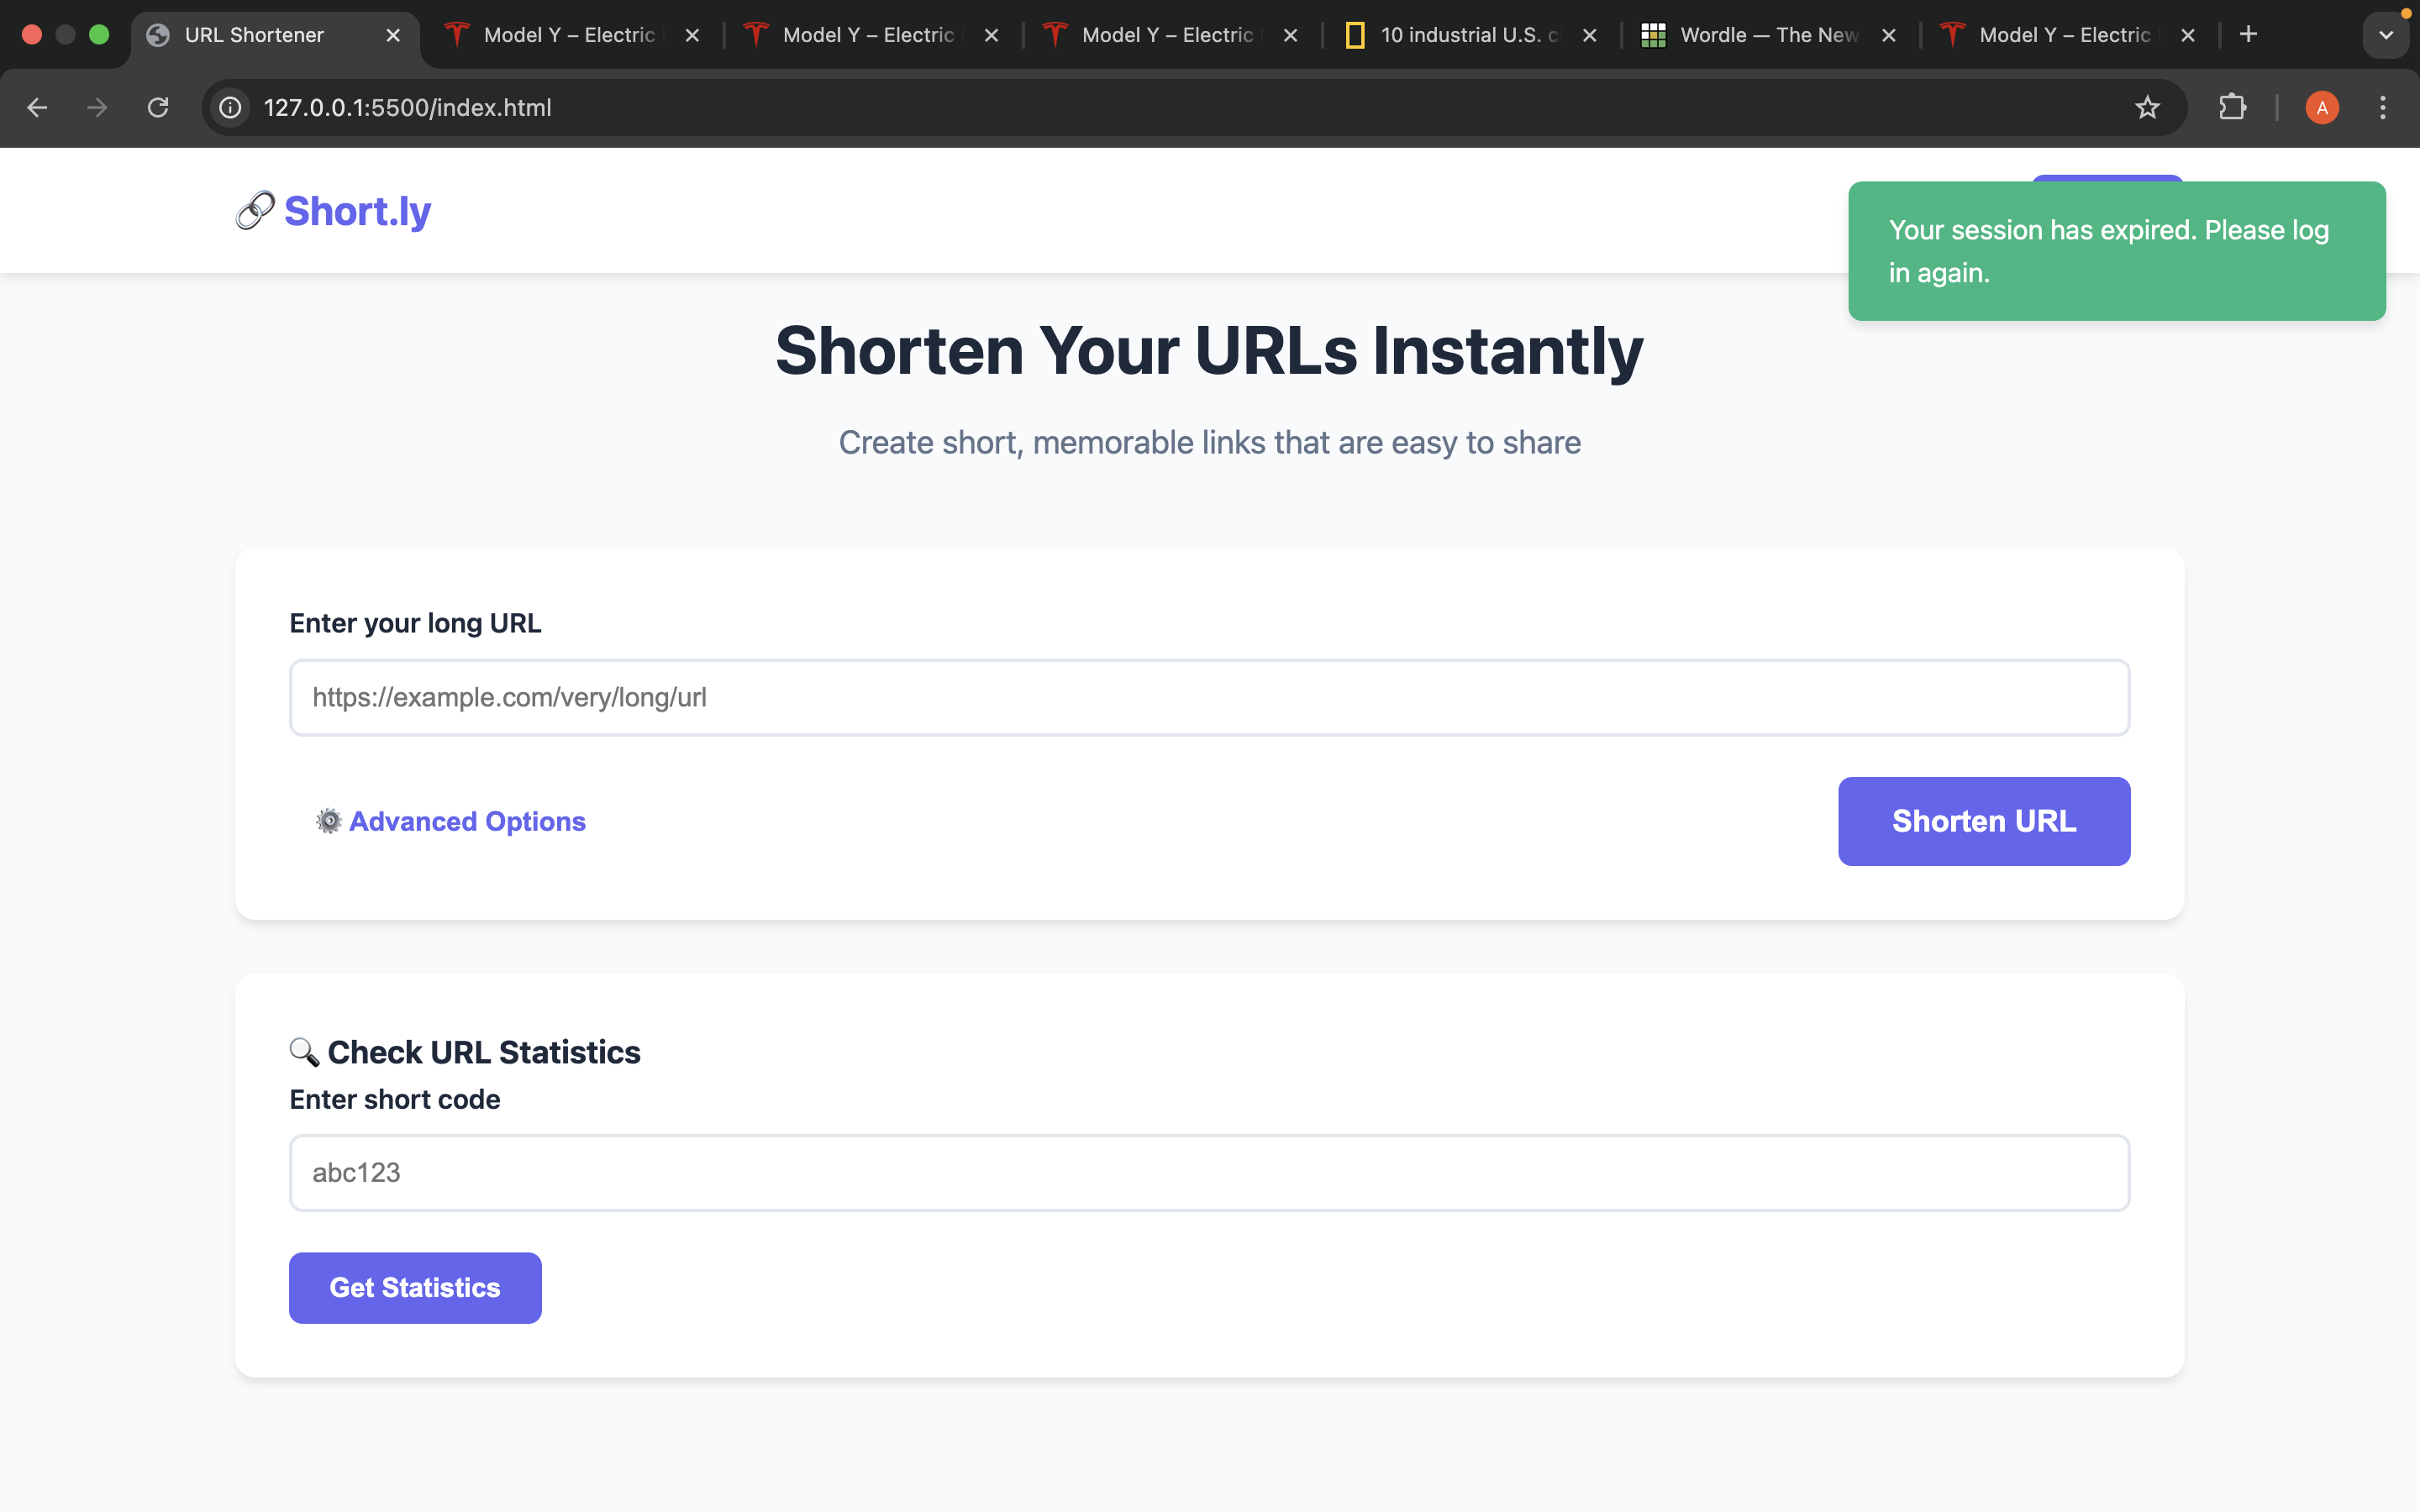 URL Shortener
Model Y – Electric
Model Y – Electric
Model Y – Electric
10 industrial U.S. c
Wordle — The New
Model Y – Electric
127.0.0.1:5500/index.html
A
Short.ly
Your session has expired. Please log
in again.
Shorten Your URLs Instantly
Create short, memorable links that are easy to share
Enter your long URL
https://example.com/very/long/url
Advanced Options
Shorten URL
Check URL Statistics
Enter short code
abc123
Get Statistics